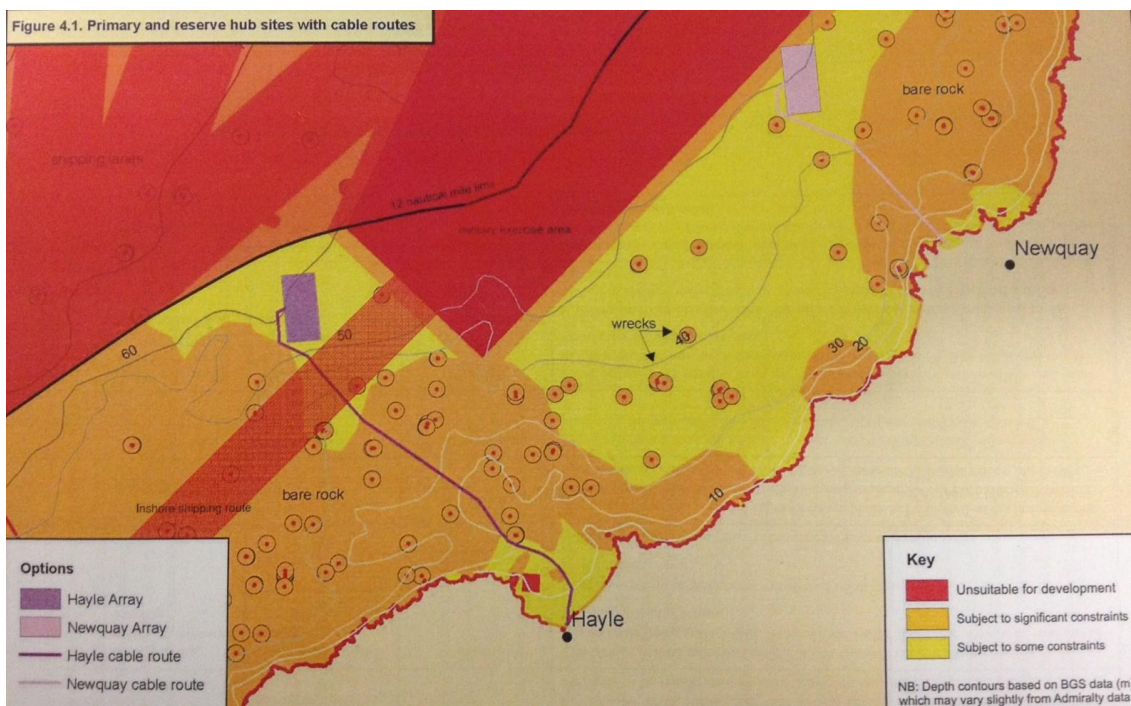 Figure 4.1. Primary and reserve hub sites with cable routes
bare rock
shipping lanes
12 nautical mile limit
military exercise area
Newquay
wrecks
60
50
40
30
20
bare rock
10
Inshore shipping route
Hayle
Options
Hayle Array
Newquay Array
Hayle cable route
Newquay cable route
Key
Unsuitable for development
Subject to significant constraints
Subject to some constraints
NB: Depth contours based on BGS data (m
which may vary slightly from Admiralty data